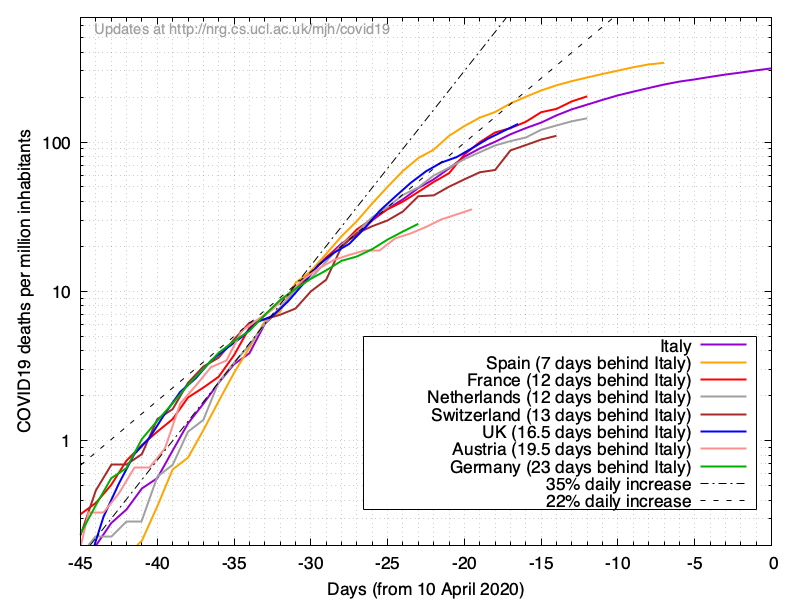 Updates at http://nrg.cs.ucl.ac.uk/mjh/covid19
COVID19 deaths per million inhabitants
100
10
1
Italy
Spain (7 days behind Italy)
France (12 days behind Italy)
Netherlands (12 days behind Italy)
Switzerland (13 days behind Italy)
UK (16.5 days behind Italy)
Austria (19.5 days behind Italy)
Germany (23 days behind Italy)
35% daily increase
22% daily increase
-45 -40 -35 -30 -25 -20 -15 -10 -5 0
Days (from 10 April 2020)